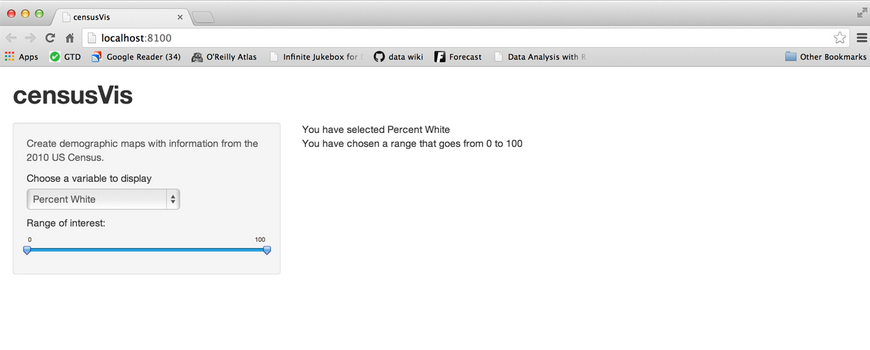 censusVis
localhost:8100
Apps GTD Google Reader (34) O'Reilly Atlas Infinite Jukebox for data wiki Forecast Data Analysis with R Other Bookmarks
censusVis
Create demographic maps with information from the
2010 US Census.
Choose a variable to display
Percent White
Range of interest:
0 100
You have selected Percent White
You have chosen a range that goes from 0 to 100